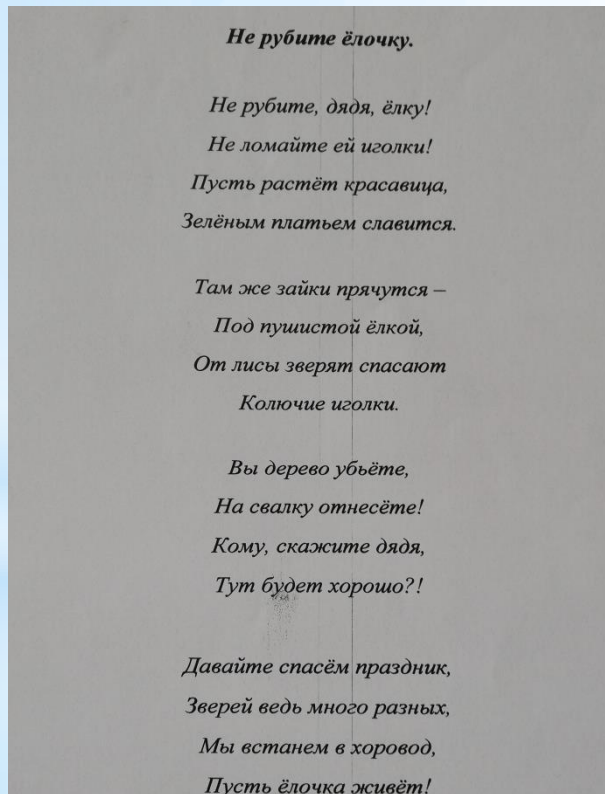 Не рубите ёлочку.
Не рубите, дядя, ёлку!
Не ломайте ей иголки!
Пусть растёт красавица,
Зелёным платьем славится.
Там же зайки прячутся –
Под пушистой ёлкой,
От лисы зверят спасают
Колючие иголки.
Вы дерево убьёте,
На свалку отнесёте!
Кому, скажите дядя,
Тут будет хорошо?!
Давайте спасём праздник,
Зверей ведь много разных,
Мы встанем в хоровод,
Пусть ёлочка живёт!